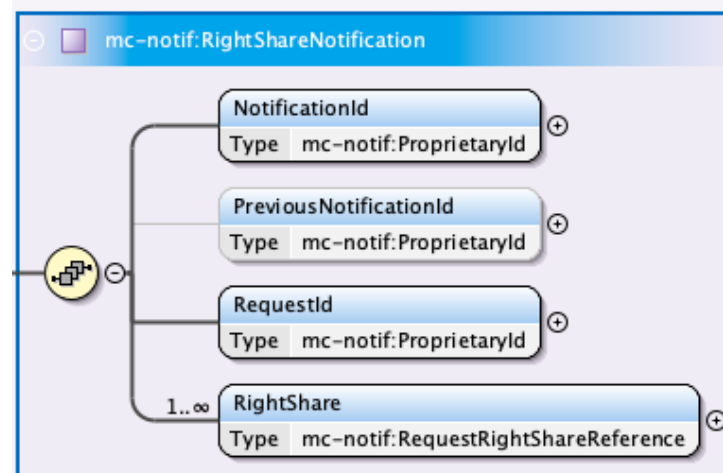 mc-notif:RightShareNotification
NotificationId
Type mc-notif:ProprietaryId
PreviousNotificationId
Type mc-notif:ProprietaryId
RequestId
Type mc-notif:ProprietaryId
1..∞ RightShare
Type mc-notif:RequestRightShareReference